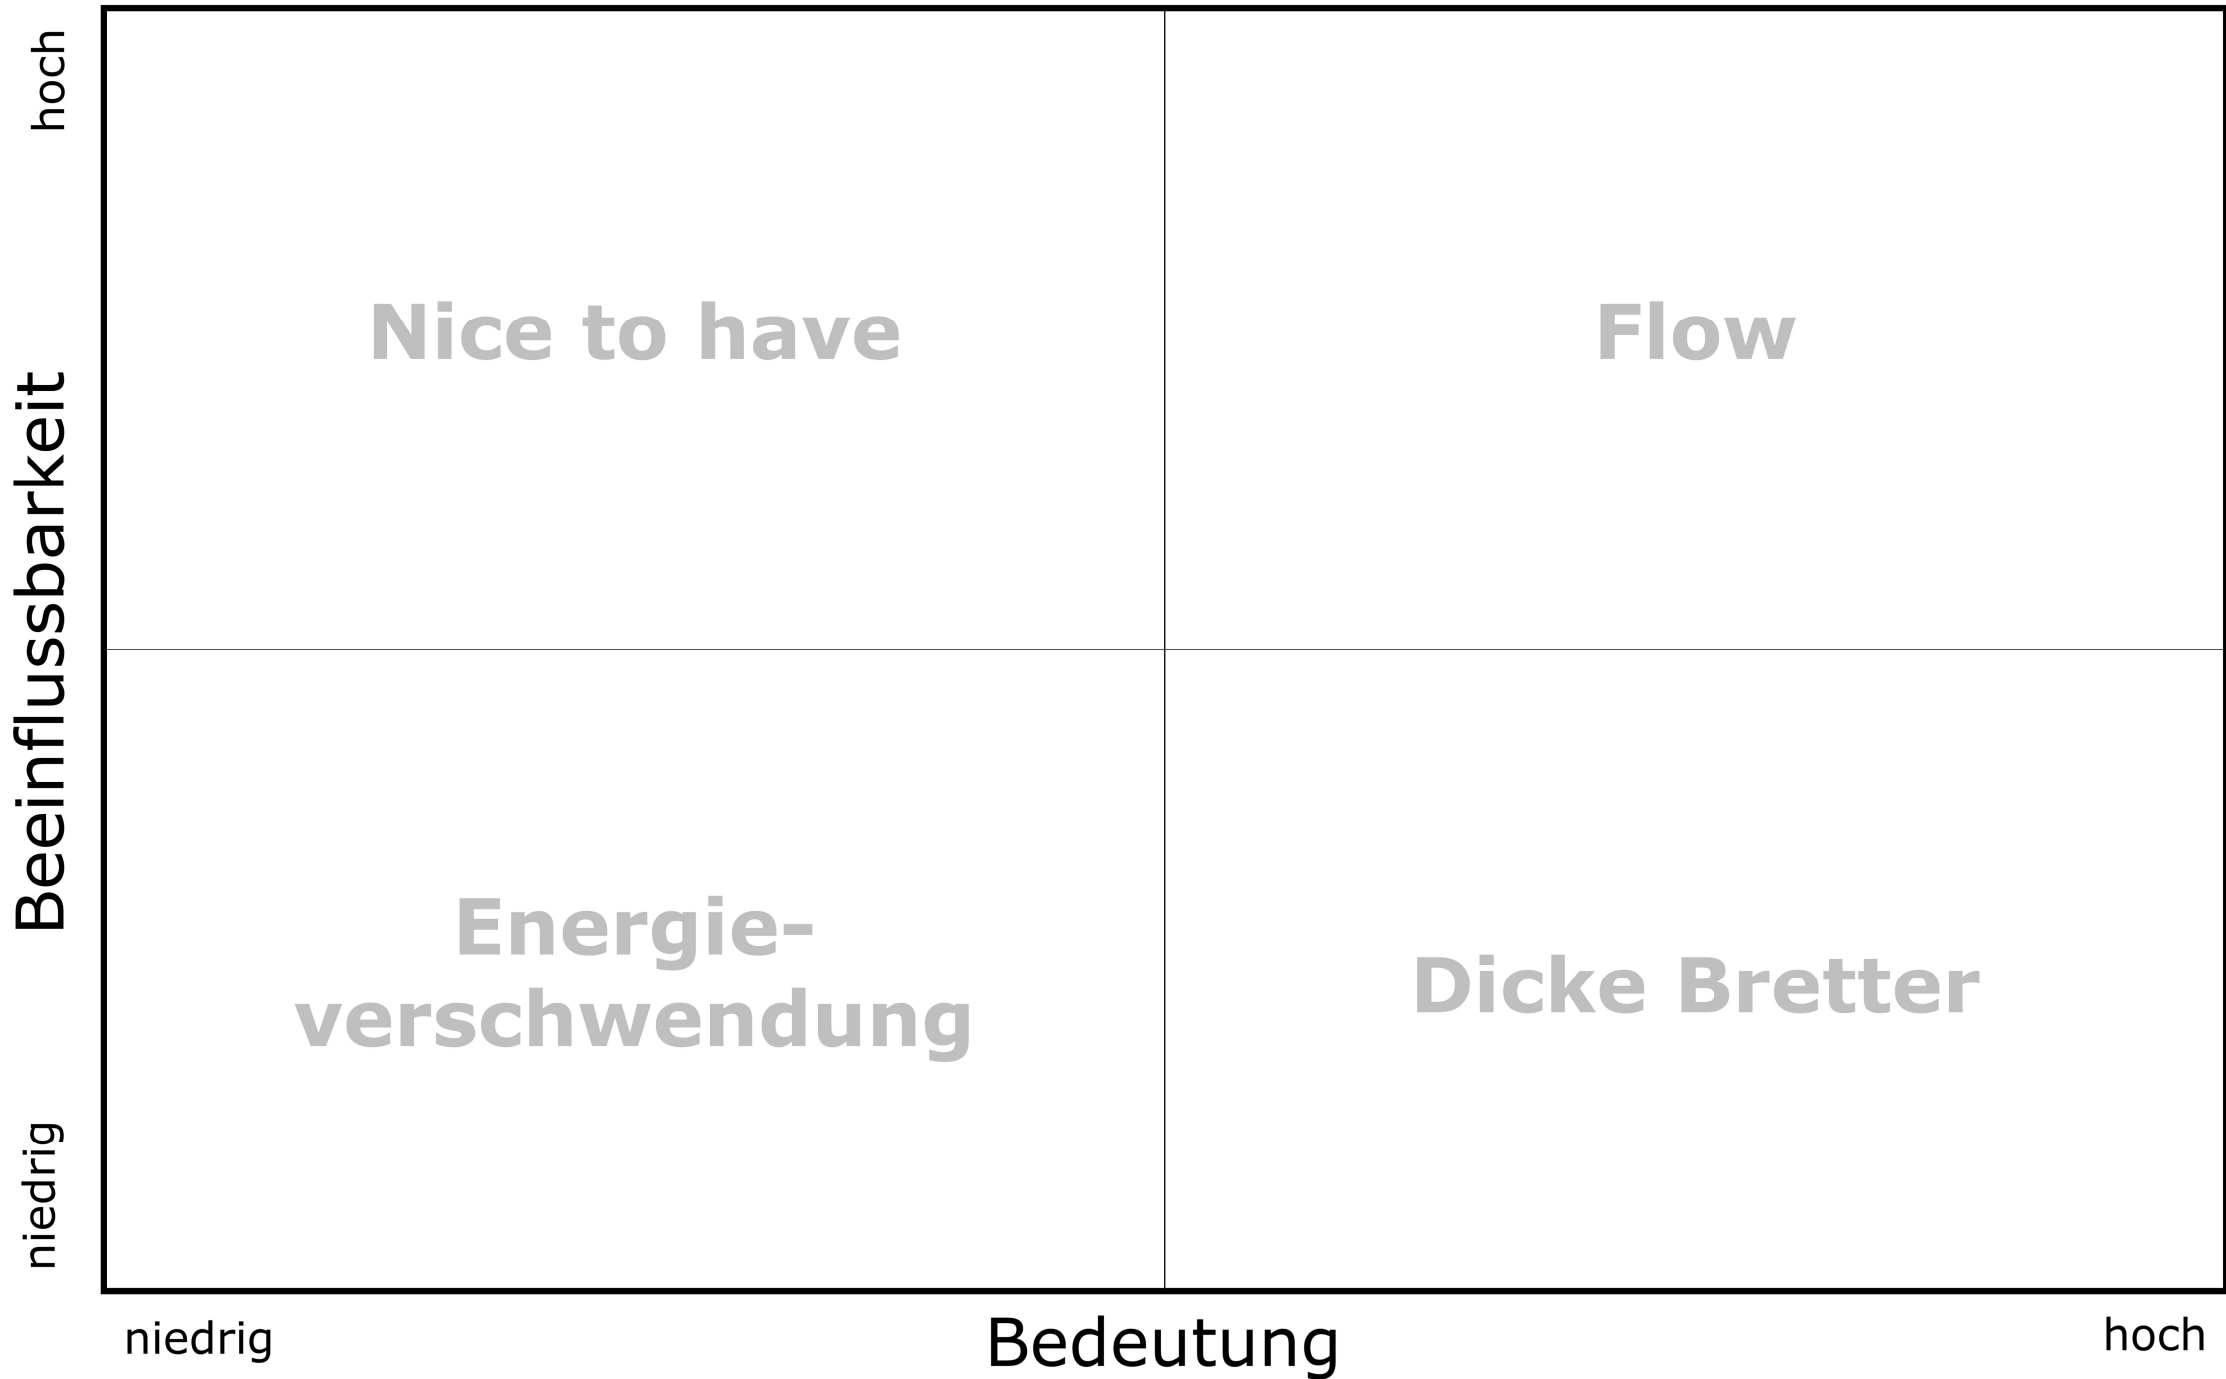 hoch
Nice to have
Flow
Beeinflussbarkeit
Energie-
verschwendung
Dicke Bretter
niedrig
niedrig
Bedeutung
hoch